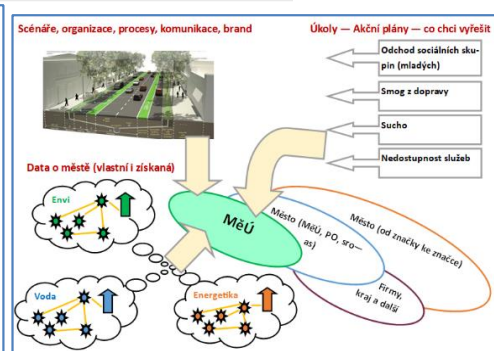 Scénáře, organizace, procesy, komunikace, brand
Úkoly — Akční plány — co chci vyřešit
Odchod sociálních sku-
pin (mladých)
Smog z dopravy
Sucho
Nedostupnost služeb
Data o městě (vlastní i získaná)
Envi
Voda
Energetika
MěÚ
Město (MěÚ, PO, sro—
as)
Město (od značky ke značce)
Firmy,
kraj a další